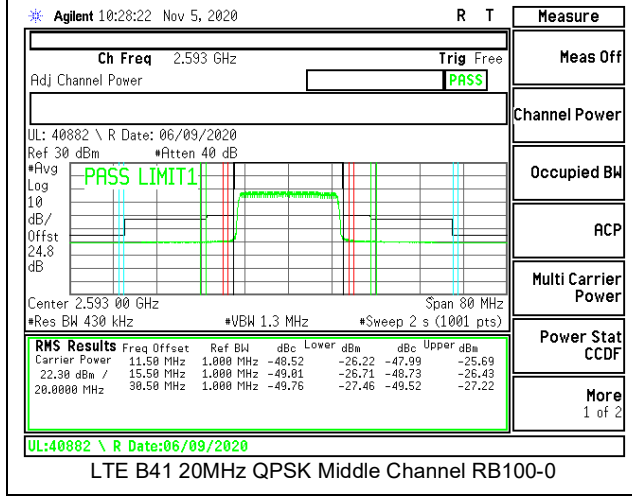 Agilent 10:28:22 Nov 5, 2020 R T
Measure
Ch Freq 2.593 GHz Trig Free
Meas Off
Adj Channel Power PASS
Channel Power
UL: 40882 \ R Date: 06/09/2020
Ref 30 dBm #Atten 40 dB
Occupied BW
#Avg
PASS LIMIT1
Log
10
dB/
ACP
Offst
24.8
dB
Multi Carrier
Power
Center 2.593 00 GHz Span 80 MHz
#Res BW 430 kHz #VBW 1.3 MHz #Sweep 2 s (1001 pts)
Power Stat
CCDF
RMS Results Freq Offset Ref BW dBc Lower dBm dBc Upper dBm
Carrier Power 11.50 MHz 1.000 MHz -48.52 -26.22 -47.99 -25.69
22.30 dBm / 15.50 MHz 1.000 MHz -49.01 -26.71 -48.73 -26.43
20.0000 MHz 30.50 MHz 1.000 MHz -49.76 -27.46 -49.52 -27.22
More
1 of 2
UL:40882 \ R Date:06/09/2020
LTE B41 20MHz QPSK Middle Channel RB100-0